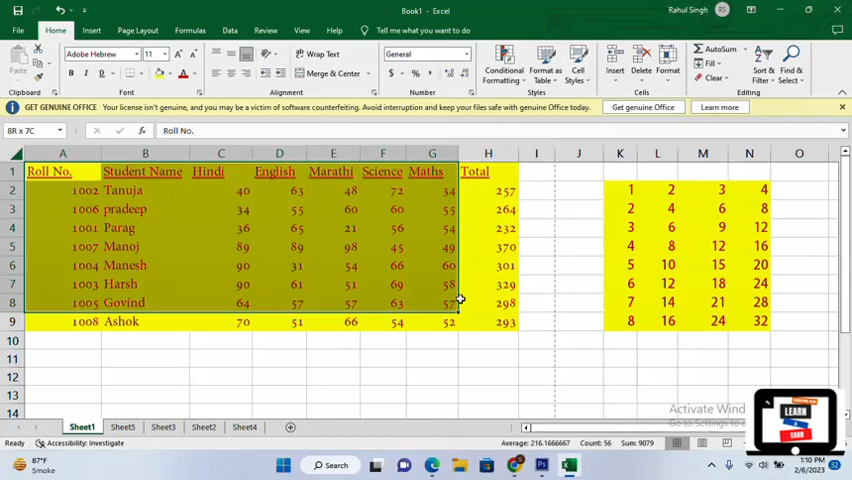 Book1 - Excel
Rahul Singh RS
File Home Insert Page Layout Formulas Data Review View Help Tell me what you want to do Share
Paste Adobe Hebrew 11 A A Wrap Text General Conditional Formatting Format as Table Cell Styles Insert Delete Format AutoSum Fill Clear Sort & Filter Find & Select
B I U A Merge & Center $ % , .0 .00
Clipboard Font Alignment Number Styles Cells Editing
GET GENUINE OFFICE Your license isn't genuine, and you may be a victim of software counterfeiting. Avoid interruption and keep your files safe with genuine Office today. Get genuine Office Learn more
8R x 7C fx Roll No.
A B C D E F G H I J K L M N O
1 Roll No. Student Name Hindi English Marathi Science Maths Total
2 1002 Tanuja 40 63 48 72 34 257 1 2 3 4
3 1006 pradeep 34 55 60 60 55 264 2 4 6 8
4 1001 Parag 36 65 21 56 54 232 3 6 9 12
5 1007 Manoj 89 89 98 45 49 370 4 8 12 16
6 1004 Manesh 90 31 54 66 60 301 5 10 15 20
7 1003 Harsh 90 61 51 69 58 329 6 12 18 24
8 1005 Govind 64 57 57 63 57 298 7 14 21 28
9 1008 Ashok 70 51 66 54 52 293 8 16 24 32
10
11
12
13
14
Activate Wind
Go to Settings to a
LEARN
&
EARN
Sheet1 Sheet5 Sheet3 Sheet2 Sheet4
Ready Accessibility: Investigate Average: 216.1666667 Count: 56 Sum: 9079
87°F
Smoke
Search
1:10 PM
2/6/2023
32